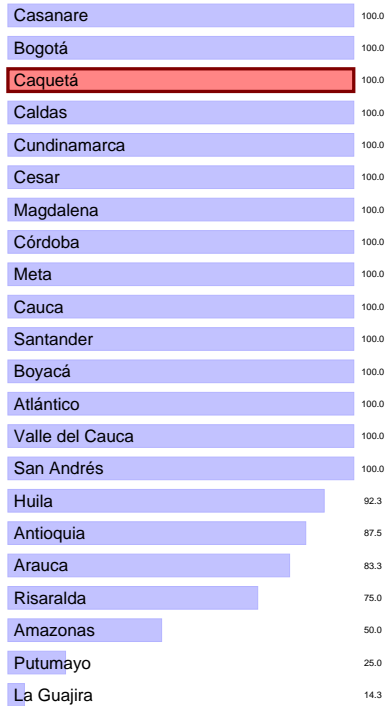 Casanare 100.0
Bogotá 100.0
Caquetá 100.0
Caldas 100.0
Cundinamarca 100.0
Cesar 100.0
Magdalena 100.0
Córdoba 100.0
Meta 100.0
Cauca 100.0
Santander 100.0
Boyacá 100.0
Atlántico 100.0
Valle del Cauca 100.0
San Andrés 100.0
Huila 92.3
Antioquia 87.5
Arauca 83.3
Risaralda 75.0
Amazonas 50.0
Putumayo 25.0
La Guajira 14.3